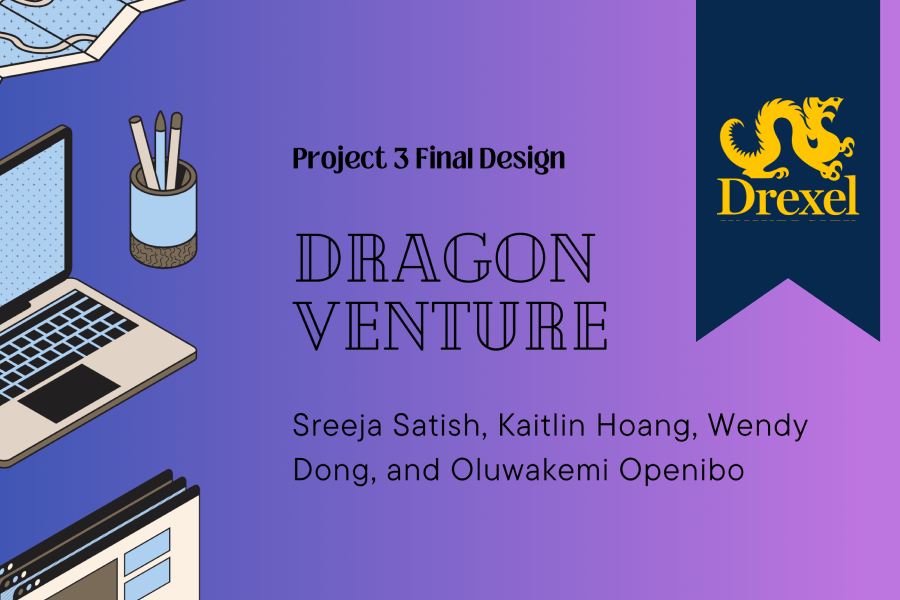 Project 3 Final Design
DRAGON
VENTURE
Sreeja Satish, Kaitlin Hoang, Wendy
Dong, and Oluwakemi Openibo
Drexel